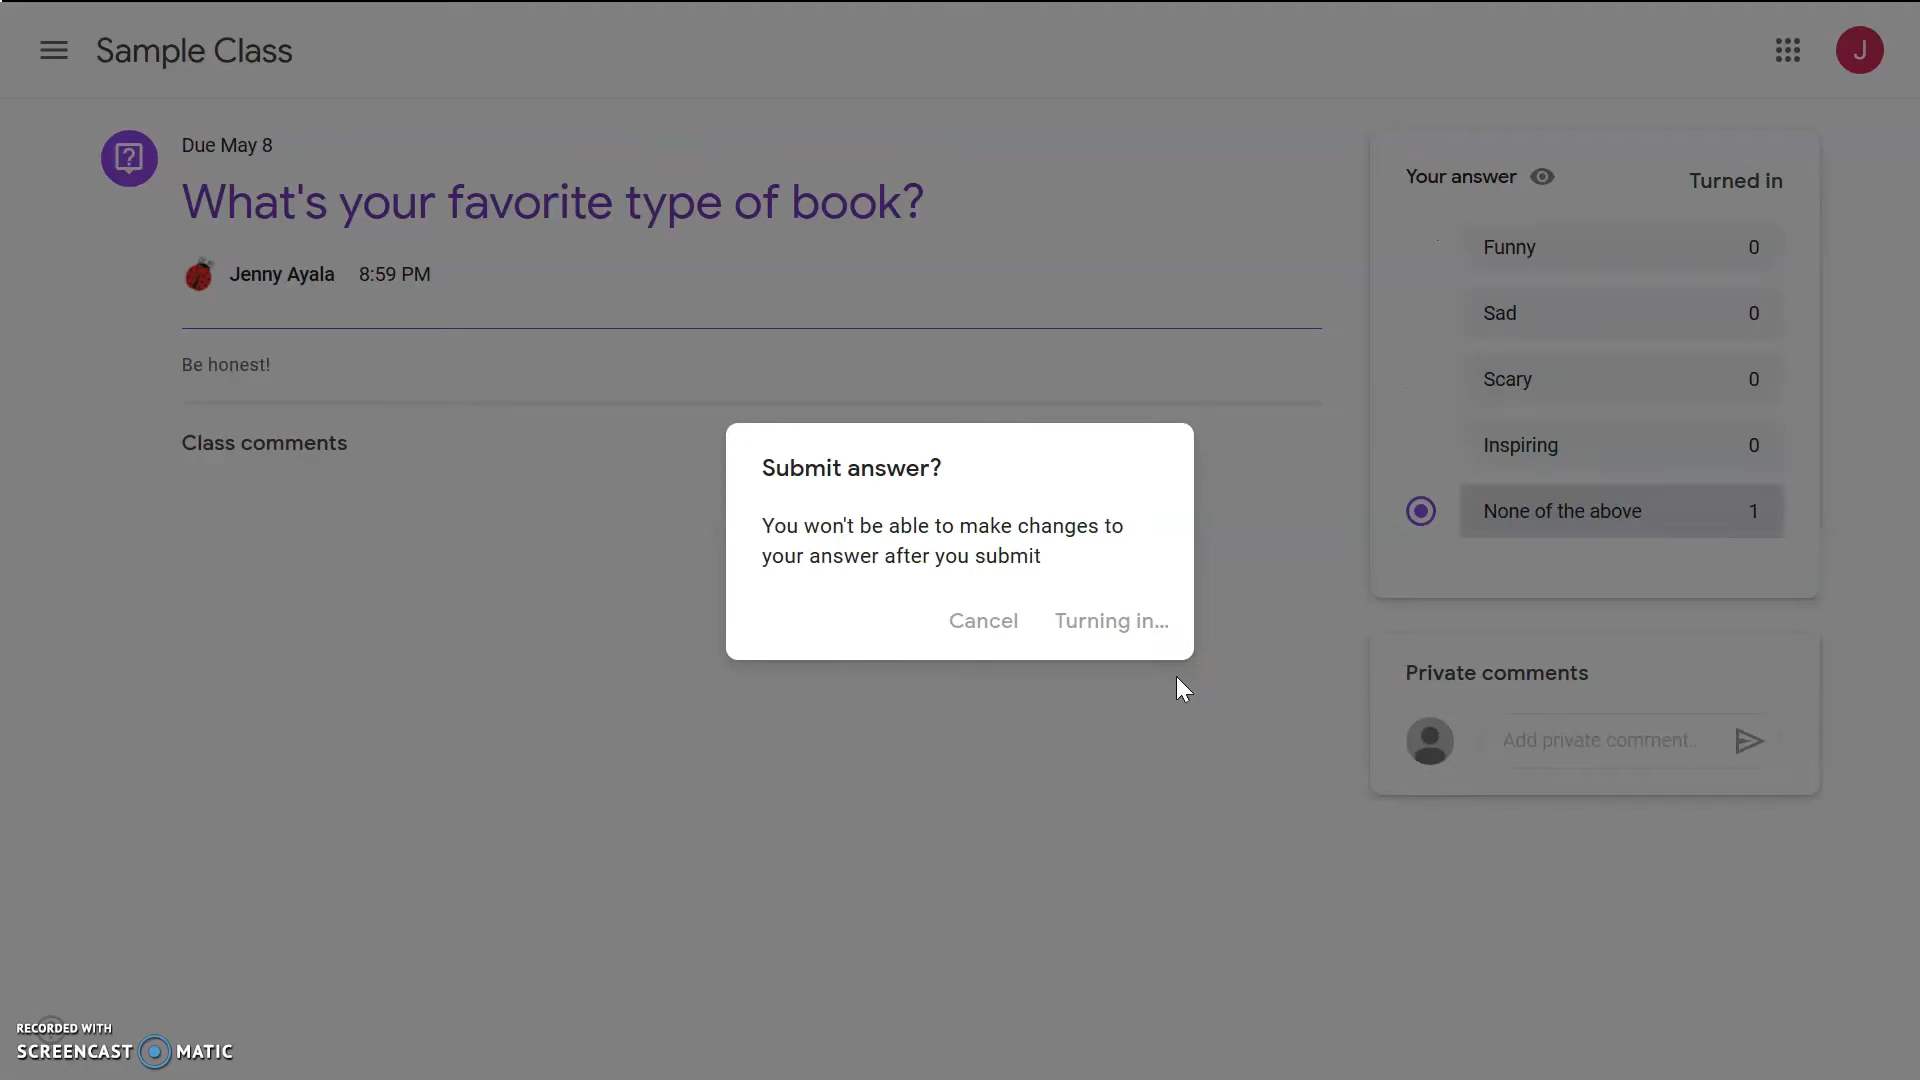 Sample Class
J
Due May 8
What's your favorite type of book?
Jenny Ayala 8:59 PM
Be honest!
Class comments
Submit answer?
You won't be able to make changes to
your answer after you submit
Cancel Turning in...
Your answer Turned in
Funny 0
Sad 0
Scary 0
Inspiring 0
None of the above 1
Private comments
Add private comment..
RECORDED WITH
SCREENCAST MATIC